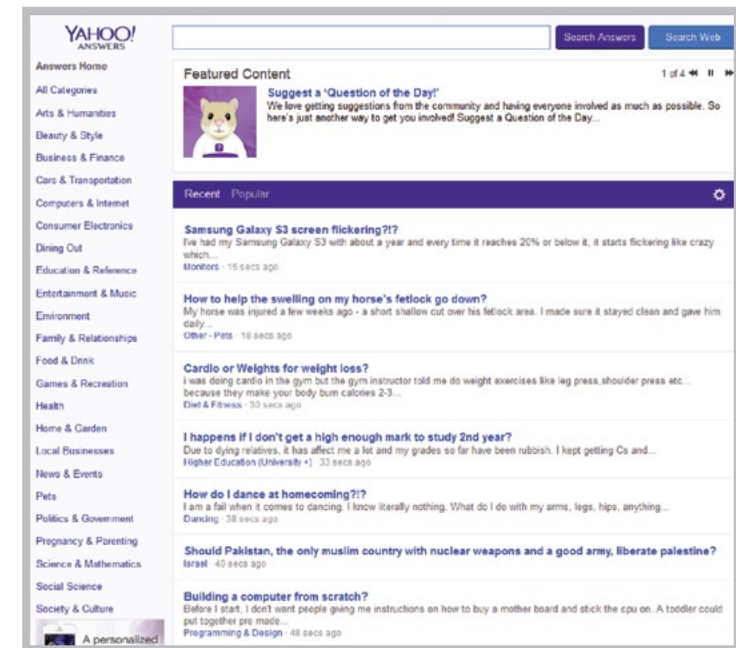 YAHOO!
ANSWERS
Search Answers
Search Web
Answers Home
All Categories
Arts & Humanities
Beauty & Style
Business & Finance
Cars & Transportation
Computers & Internet
Consumer Electronics
Dining Out
Education & Reference
Entertainment & Music
Environment
Family & Relationships
Food & Drink
Games & Recreation
Health
Home & Garden
Local Businesses
News & Events
Pets
Politics & Government
Pregnancy & Parenting
Science & Mathematics
Social Science
Society & Culture
A personalized
Featured Content
1 of 4
Suggest a 'Question of the Day!'
We love getting suggestions from the community and having everyone involved as much as possible. So
here's just another way to get you involved! Suggest a Question of the Day...
Recent Popular
Samsung Galaxy S3 screen flickering?!?
I've had my Samsung Galaxy S3 with about a year and every time it reaches 20% or below it, it starts flickering like crazy
which...
Monitors - 15 secs ago
How to help the swelling on my horse's fetlock go down?
My horse was injured a few weeks ago - a short shallow cut over his fetlock area. I made sure it stayed clean and gave him
daily...
Other - Pets - 18 secs ago
Cardio or Weights for weight loss?
i was doing cardio in the gym but the gym instructor told me do weight exercises like leg press,shoulder press etc...
because they make your body burn calories 2-3...
Diet & Fitness - 33 secs ago
I happens if I don't get a high enough mark to study 2nd year?
Due to dying relatives, it has affect me a lot and my grades so far have been rubbish. I kept getting Cs and...
Higher Education (University +) - 33 secs ago
How do I dance at homecoming?!?
I am a fail when it comes to dancing. I know literally nothing. What do I do with my arms, legs, hips, anything...
Dancing - 38 secs ago
Should Pakistan, the only muslim country with nuclear weapons and a good army, liberate palestine?
Israel - 40 secs ago
Building a computer from scratch?
Before I start, I don't want people giving me instructions on how to buy a mother board and stick the cpu on. A toddler could
put together pre made...
Programming & Design - 48 secs ago